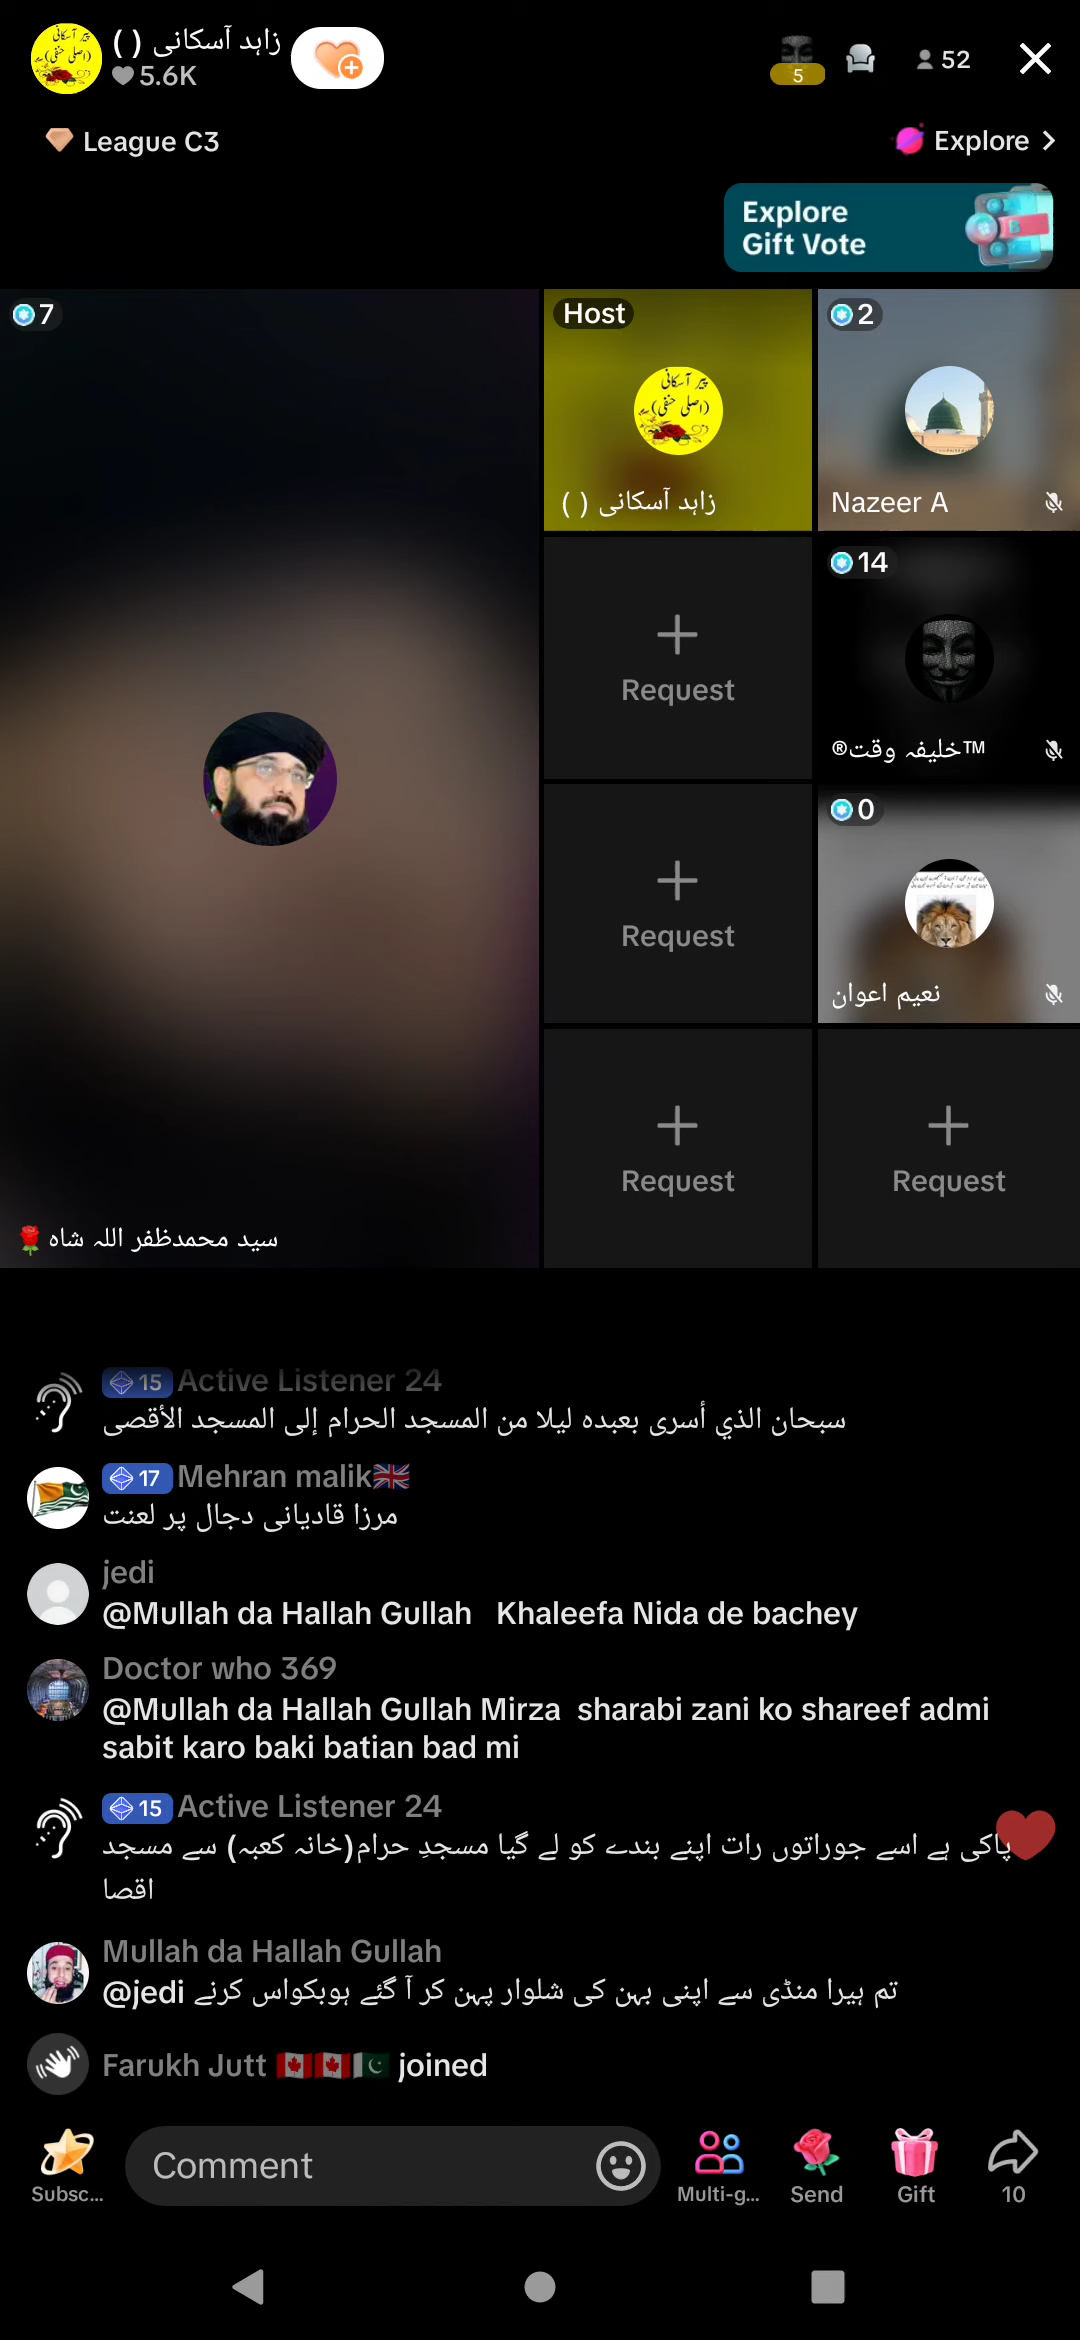 زاہد آسکانی ( )
5.6K
5
52
League C3
Explore
Explore
Gift Vote
7
Host
پیر آسکانی
(اصلی حنفی)
زاہد آسکانی ( )
2
Nazeer A
Request
14
®خلیفہ وقت™
Request
0
نعیم اعوان
Request
Request
سید محمدظفر اللہ شاہ🌹
15 Active Listener 24
سبحان الذي أسرى بعبده ليلا من المسجد الحرام إلى المسجد الأقصى
17 Mehran malik🇬🇧
مرزا قادیانی دجال پر لعنت
jedi
@Mullah da Hallah Gullah Khaleefa Nida de bachey
Doctor who 369
@Mullah da Hallah Gullah Mirza sharabi zani ko shareef admi
sabit karo baki batian bad mi
15 Active Listener 24
پاکی ہے اسے جوراتوں رات اپنے بندے کو لے گیا مسجدِ حرام(خانہ کعبہ) سے مسجد
اقصا
Mullah da Hallah Gullah
@jedi تم ہیرا منڈی سے اپنی بہن کی شلوار پہن کر آ گئے ہوبکواس کرنے
Farukh Jutt 🇨🇦🇨🇦🇵🇰 joined
Comment
Subsc...
Multi-g...
Send
Gift
10